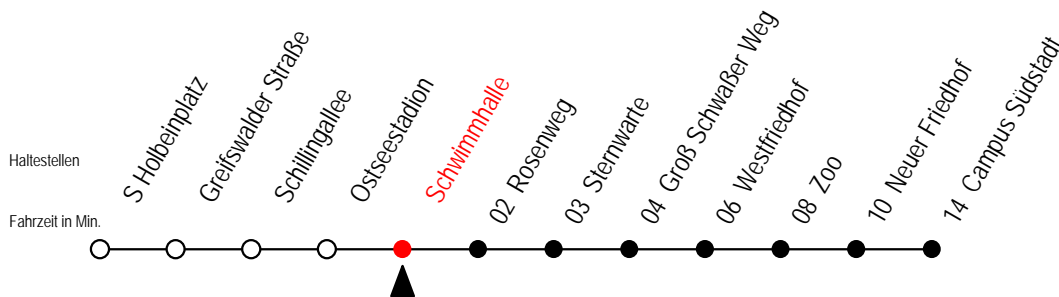 Haltestellen
Fahrzeit in Min.
S Holbeinplatz
Greifswalder Straße
Schillingallee
Ostseestadion
Schwimmhalle
02 Rosenweg
03 Sternwarte
04 Groß Schwaßer Weg
06 Westfriedhof
08 Zoo
10 Neuer Friedhof
14 Campus Südstadt